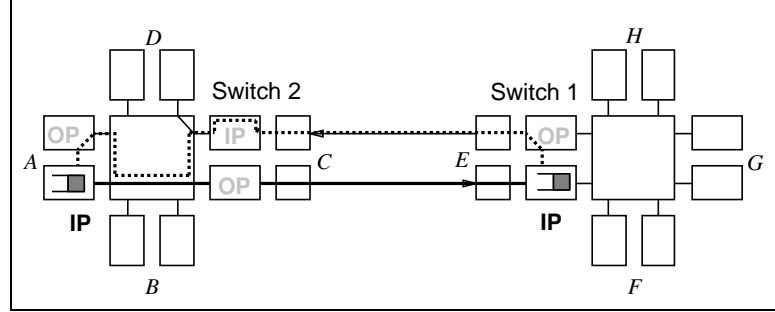 D H
Switch 2 Switch 1
OP IP OP
A C E G
OP
IP IP
B F